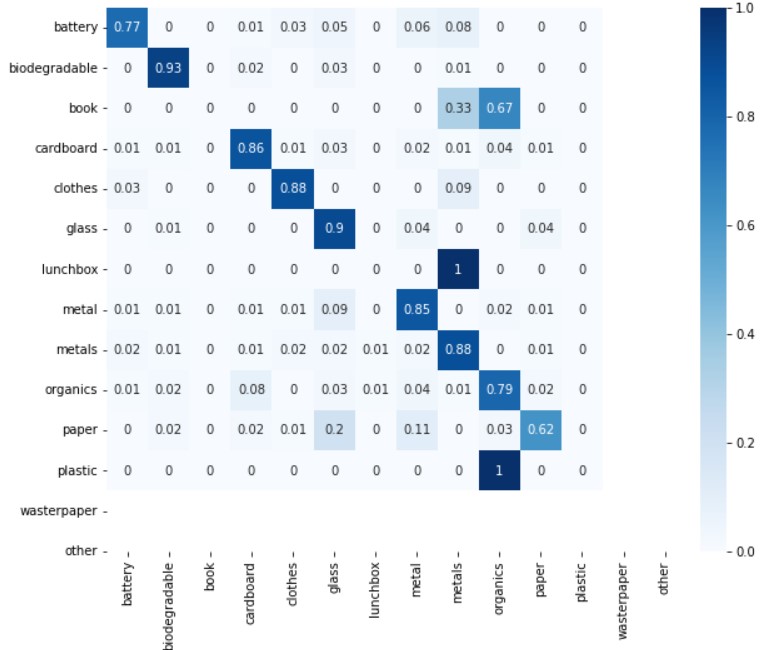 battery 0.77 0 0 0.01 0.03 0.05 0 0.06 0.08 0 0 0
biodegradable 0 0.93 0 0.02 0 0.03 0 0 0.01 0 0 0
book 0 0 0 0 0 0 0 0 0.33 0.67 0 0
cardboard 0.01 0.01 0 0.86 0.01 0.03 0 0.02 0.01 0.04 0.01 0
clothes 0.03 0 0 0 0.88 0 0 0 0.09 0 0 0
glass 0 0.01 0 0 0 0.9 0 0.04 0 0 0.04 0
lunchbox 0 0 0 0 0 0 0 0 1 0 0 0
metal 0.01 0.01 0 0.01 0.01 0.09 0 0.85 0 0.02 0.01 0
metals 0.02 0.01 0 0.01 0.02 0.02 0.01 0.02 0.88 0 0.01 0
organics 0.01 0.02 0 0.08 0 0.03 0.01 0.04 0.01 0.79 0.02 0
paper 0 0.02 0 0.02 0.01 0.2 0 0.11 0 0.03 0.62 0
plastic 0 0 0 0 0 0 0 0 0 1 0 0
wasterpaper
other
battery biodegradable book cardboard clothes glass lunchbox metal metals organics paper plastic wasterpaper other
1.0
0.8
0.6
0.4
0.2
0.0